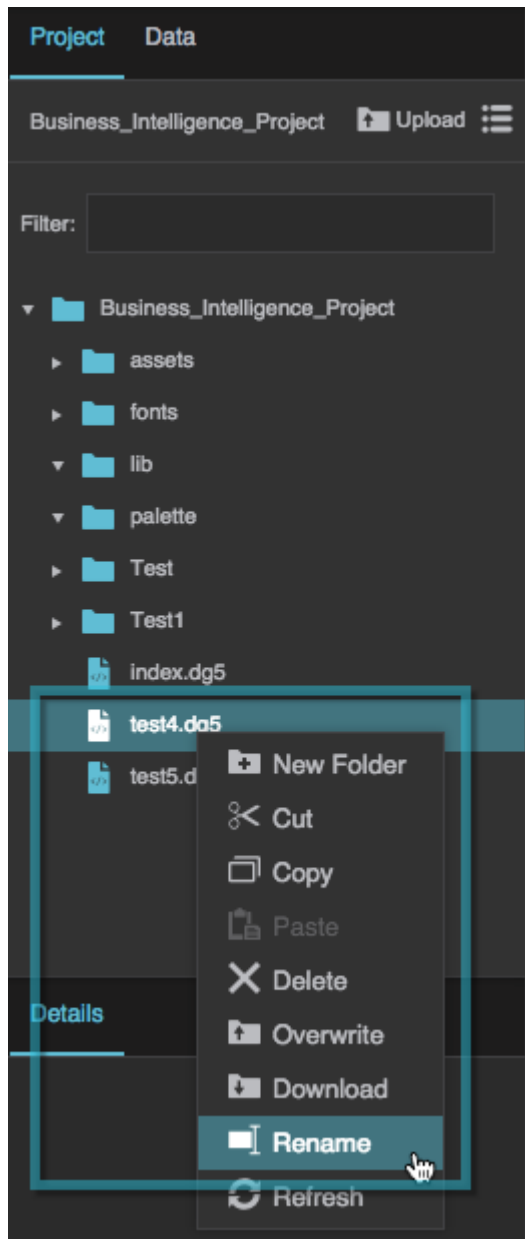 Project Data
Business_Intelligence_Project Upload
Filter:
Business_Intelligence_Project
assets
fonts
lib
palette
Test
Test1
index.dg5
test4.dg5
test5.d
New Folder
Cut
Copy
Paste
Delete
Details
Overwrite
Download
Rename
Refresh